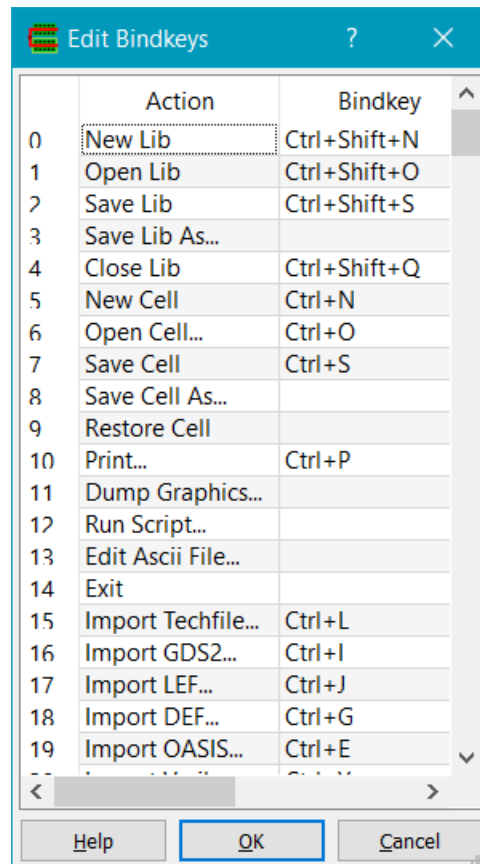 Edit Bindkeys ?
Action Bindkey
0 New Lib Ctrl+Shift+N
1 Open Lib Ctrl+Shift+O
2 Save Lib Ctrl+Shift+S
3 Save Lib As...
4 Close Lib Ctrl+Shift+Q
5 New Cell Ctrl+N
6 Open Cell... Ctrl+O
7 Save Cell Ctrl+S
8 Save Cell As...
9 Restore Cell
10 Print... Ctrl+P
11 Dump Graphics...
12 Run Script...
13 Edit Ascii File...
14 Exit
15 Import Techfile... Ctrl+L
16 Import GDS2... Ctrl+I
17 Import LEF... Ctrl+J
18 Import DEF... Ctrl+G
19 Import OASIS... Ctrl+E
Help OK Cancel